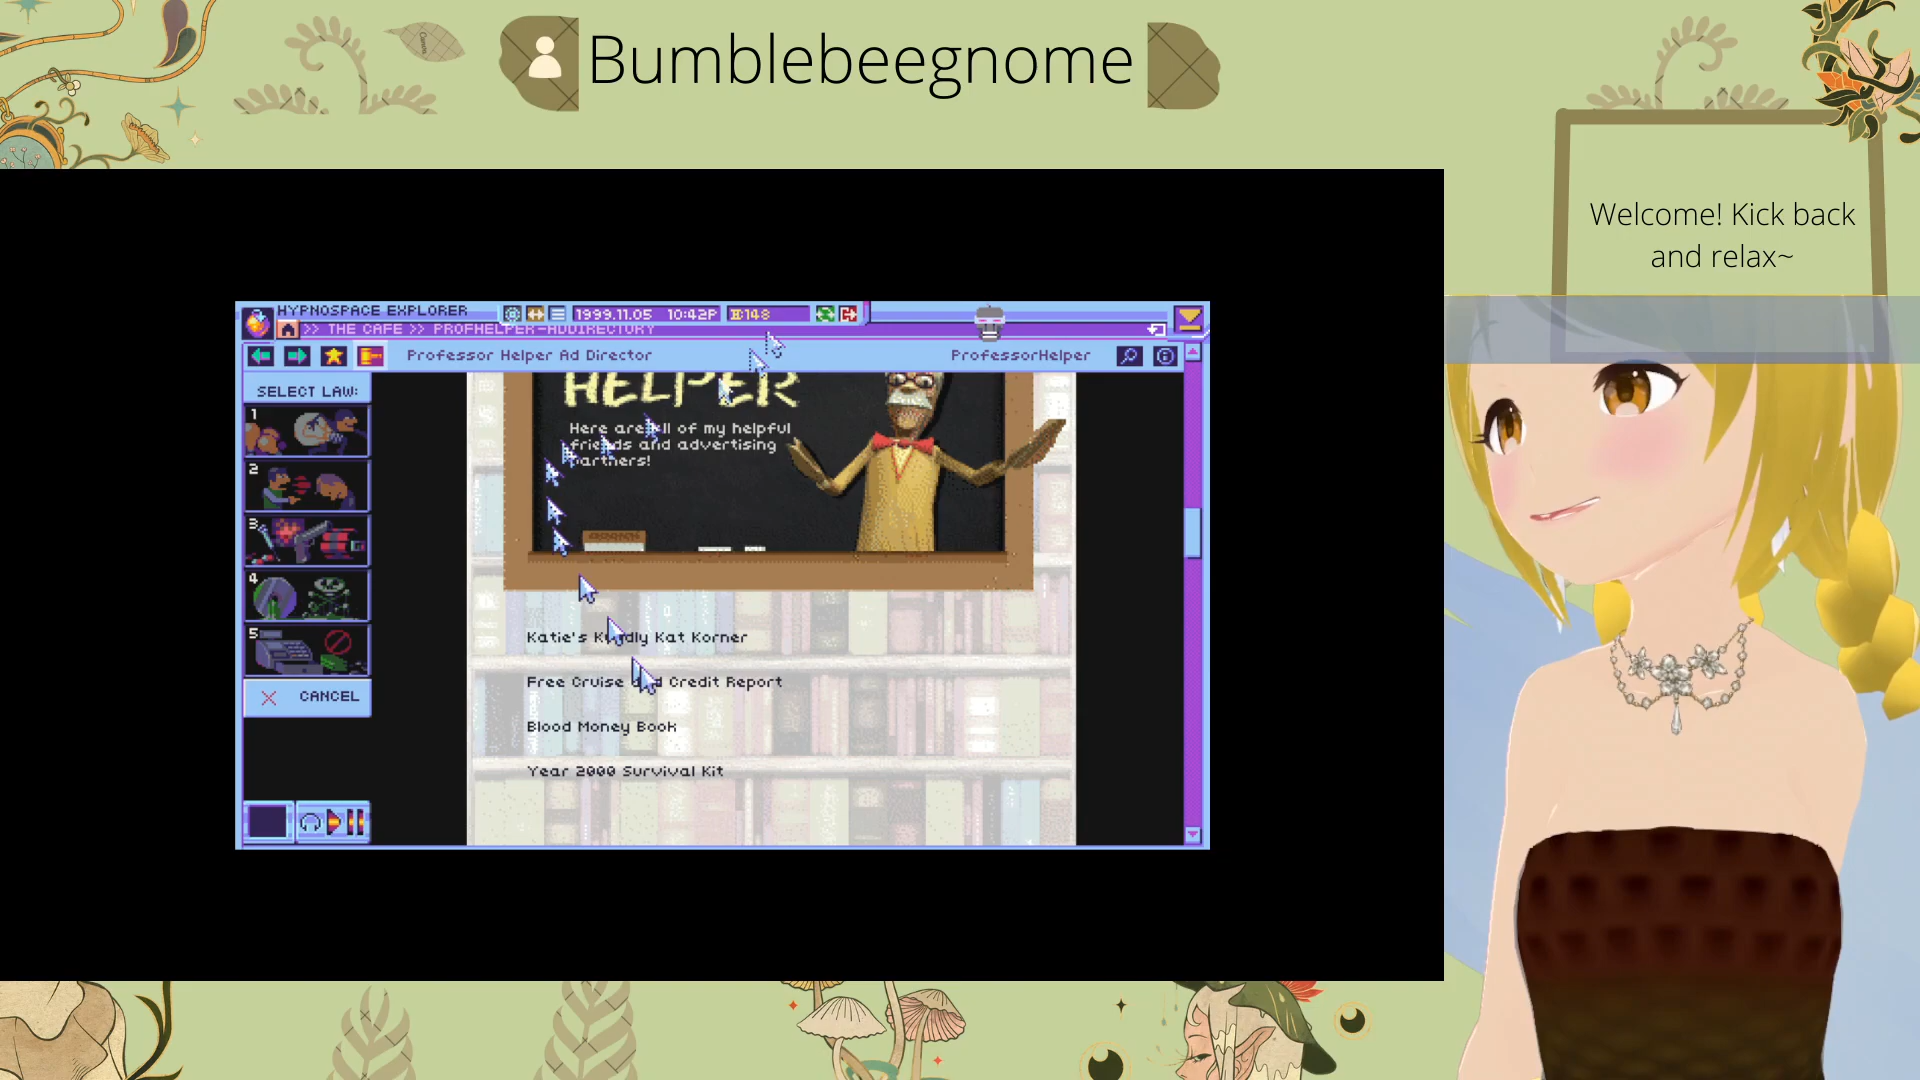 Bumblebeegnome
Welcome! Kick back
and relax~
HYPNOSPACE EXPLORER
1999.11.05 10:42P
148
>> THE CAFE >> PROFHELPER-ADDIRECTORY
Professor Helper Ad Director
ProfessorHelper
SELECT LAW:
1
2
3
4
5
CANCEL
HELPER
Here are all of my helpful
friends and advertising
partners!
Katie's Kuddly Kat Korner
Free Cruise and Credit Report
Blood Money Book
Year 2000 Survival Kit